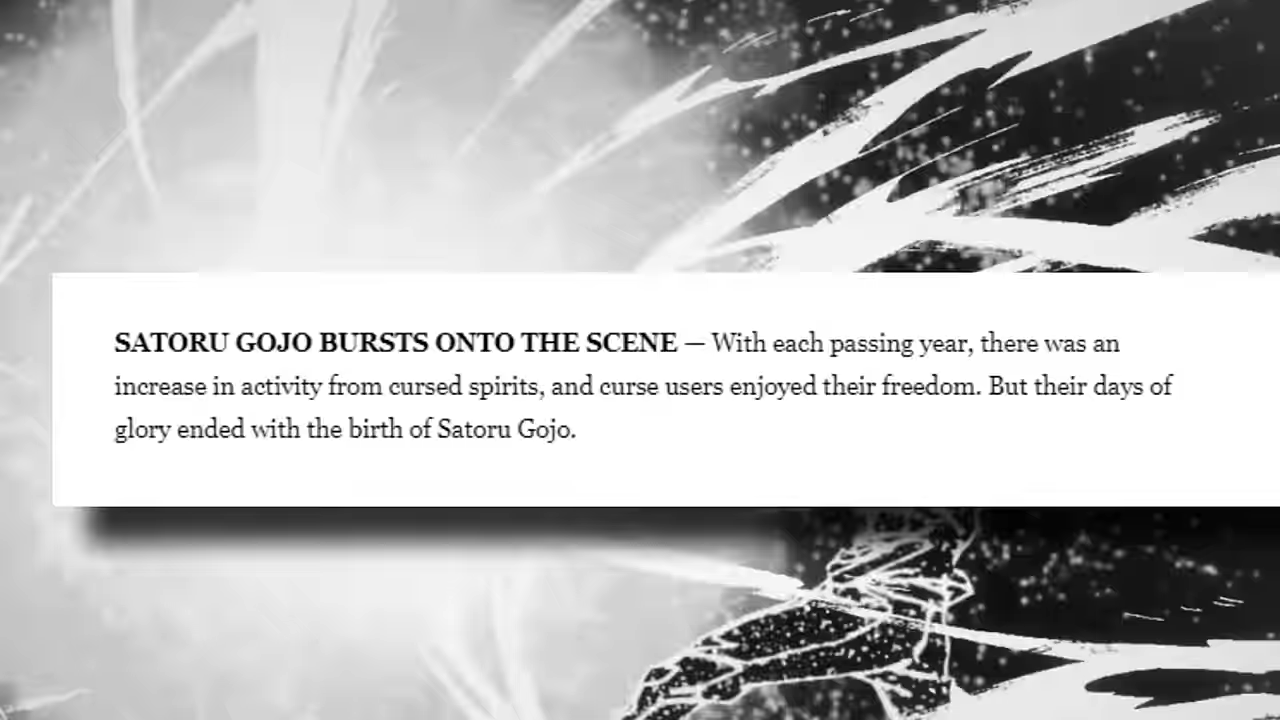 SATORU GOJO BURSTS ONTO THE SCENE — With each passing year, there was an
increase in activity from cursed spirits, and curse users enjoyed their freedom. But their days of
glory ended with the birth of Satoru Gojo.